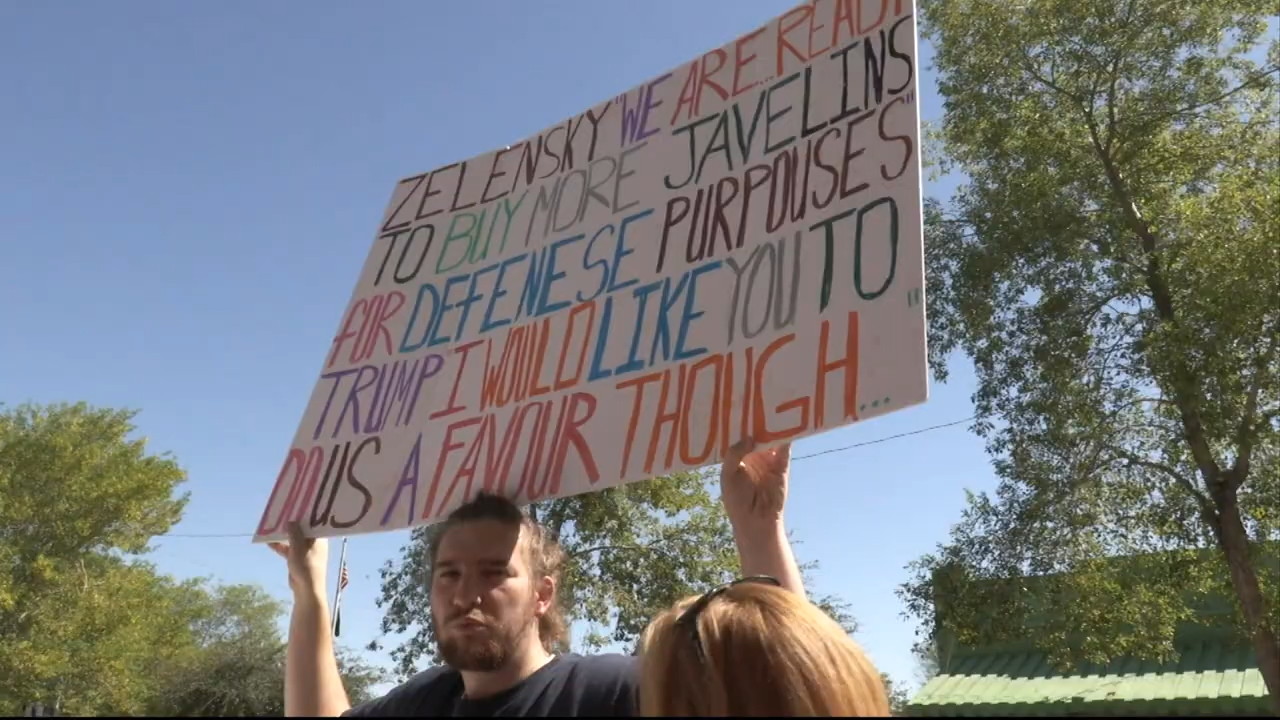 ZELENSKY "WE ARE... READY
TO BUY MORE JAVELINS
FOR DEFENESE PURPOUSES"
TRUMP I WOULD LIKE YOU TO
DO US A FAVOUR THOUGH..."